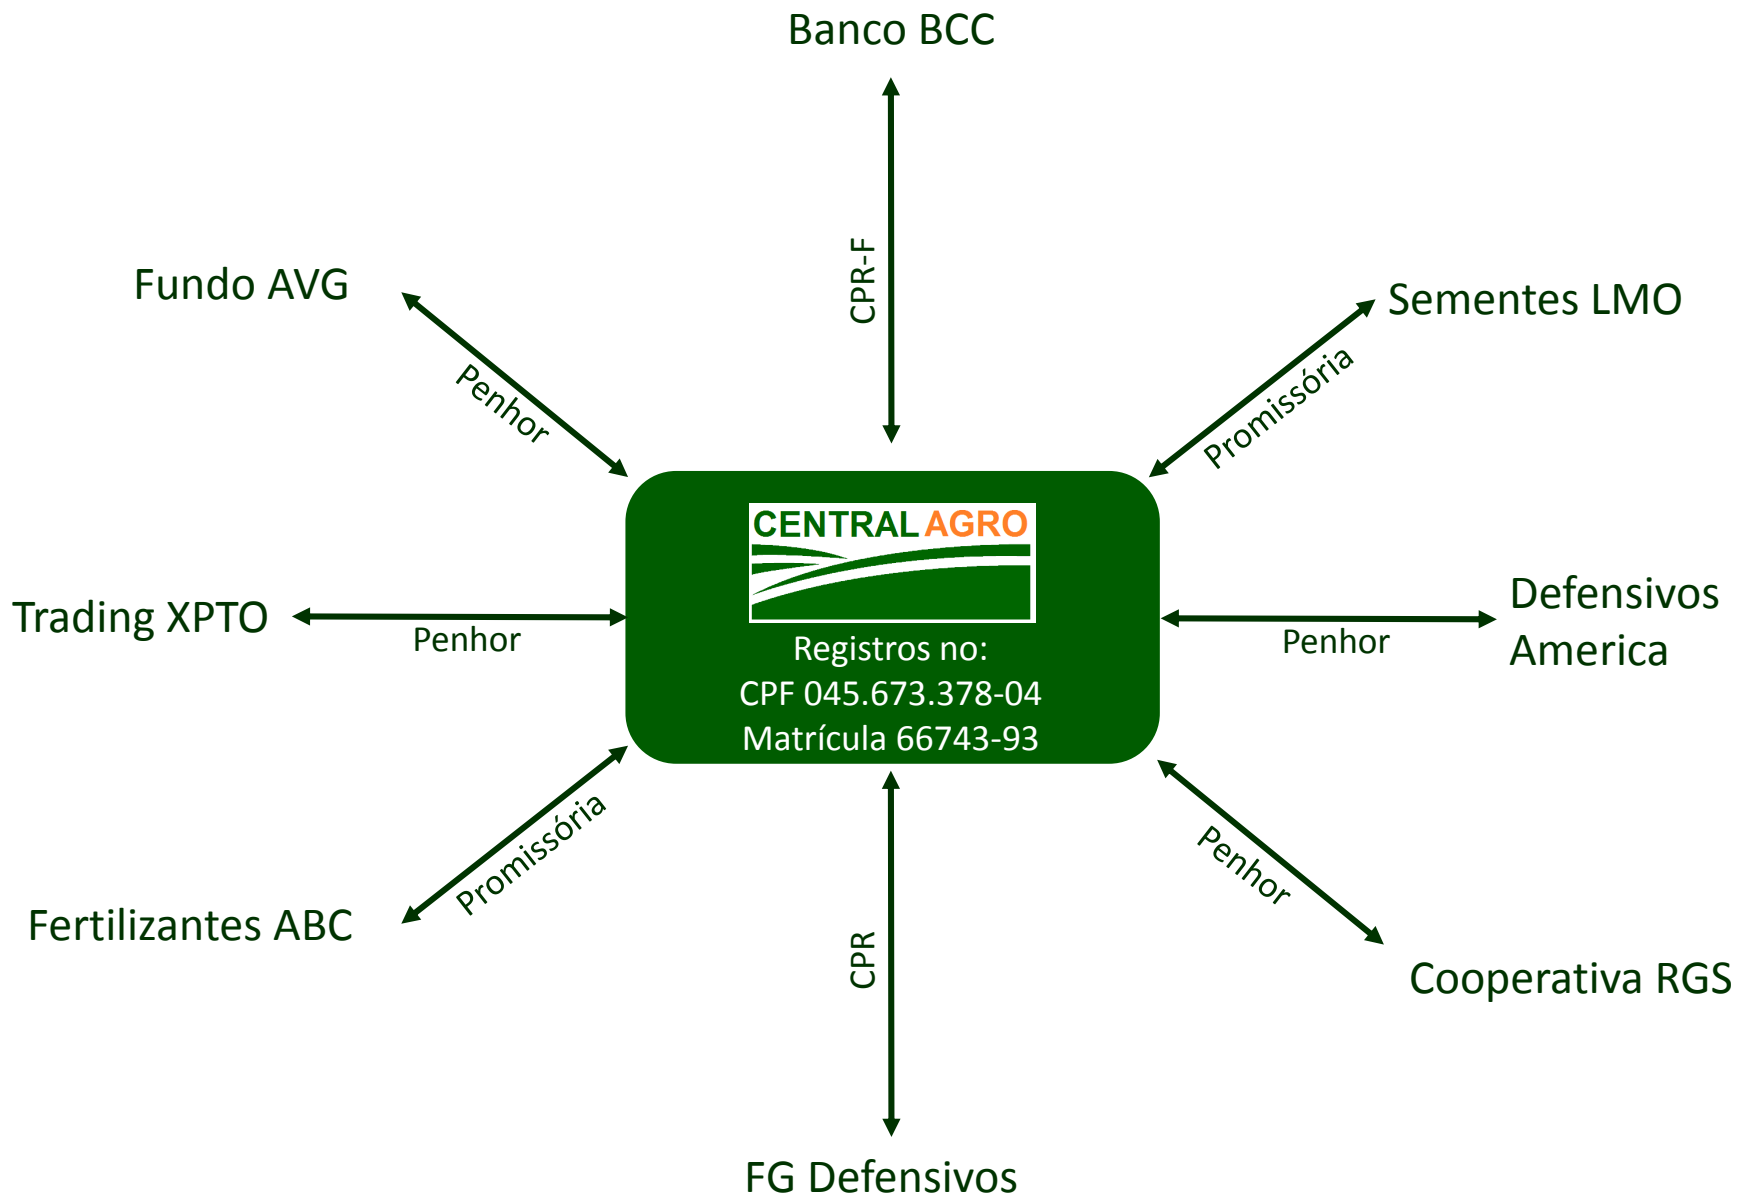 Banco BCC
CPR-F
Fundo AVG
Penhor
Sementes LMO
Promissória
CENTRAL AGRO
Registros no:
CPF 045.673.378-04
Matrícula 66743-93
Trading XPTO
Penhor
Defensivos
America
Penhor
Fertilizantes ABC
Promissória
CPR
Penhor
Cooperativa RGS
FG Defensivos